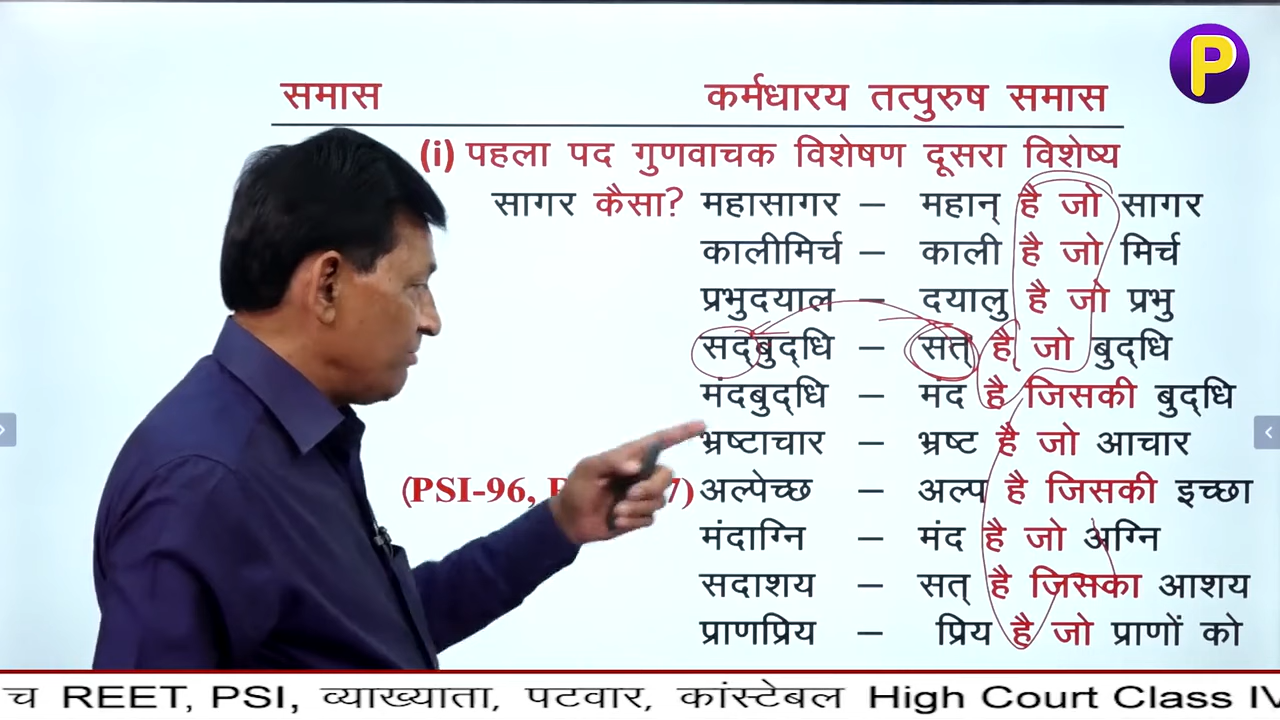 P
समास कर्मधारय तत्पुरुष समास
(i) पहला पद गुणवाचक विशेषण दूसरा विशेष्य
सागर कैसा? महासागर – महान् है जो सागर
कालीमिर्च – काली है जो मिर्च
प्रभुदयाल – दयालु है जो प्रभु
सद्बुद्धि – सत् है जो बुद्धि
मंदबुद्धि – मंद है जिसकी बुद्धि
भ्रष्टाचार – भ्रष्ट है जो आचार
(PSI-96, 7) अल्पेच्छ – अल्प है जिसकी इच्छा
मंदाग्नि – मंद है जो अग्नि
सदाशय – सत् है जिसका आशय
प्राणप्रिय – प्रिय है जो प्राणों को
च REET, PSI, व्याख्याता, पटवार, कांस्टेबल High Court Class IV